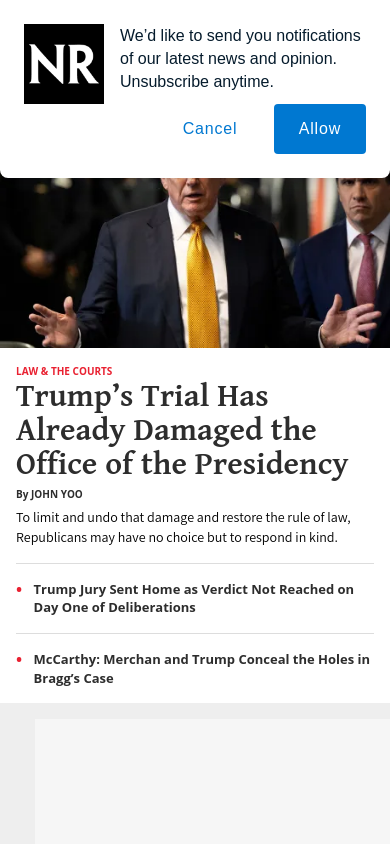 NR
We'd like to send you notifications
of our latest news and opinion.
Unsubscribe anytime.
Cancel
Allow
LAW & THE COURTS
Trump’s Trial Has
Already Damaged the
Office of the Presidency
By JOHN YOO
To limit and undo that damage and restore the rule of law,
Republicans may have no choice but to respond in kind.
• Trump Jury Sent Home as Verdict Not Reached on
Day One of Deliberations
• McCarthy: Merchan and Trump Conceal the Holes in
Bragg’s Case